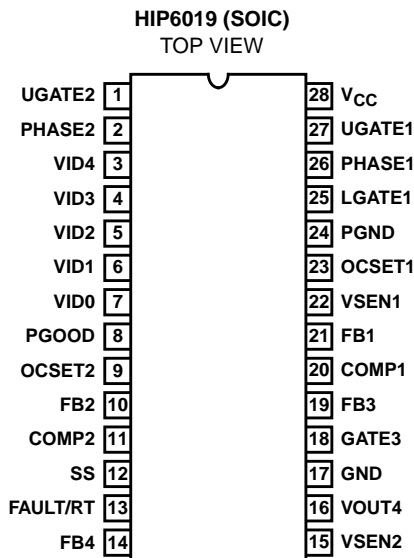 HIP6019 (SOIC)
TOP VIEW
UGATE2 1 28 VCC
PHASE2 2 27 UGATE1
VID4 3 26 PHASE1
VID3 4 25 LGATE1
VID2 5 24 PGND
VID1 6 23 OCSET1
VID0 7 22 VSEN1
PGOOD 8 21 FB1
OCSET2 9 20 COMP1
FB2 10 19 FB3
COMP2 11 18 GATE3
SS 12 17 GND
FAULT/RT 13 16 VOUT4
FB4 14 15 VSEN2